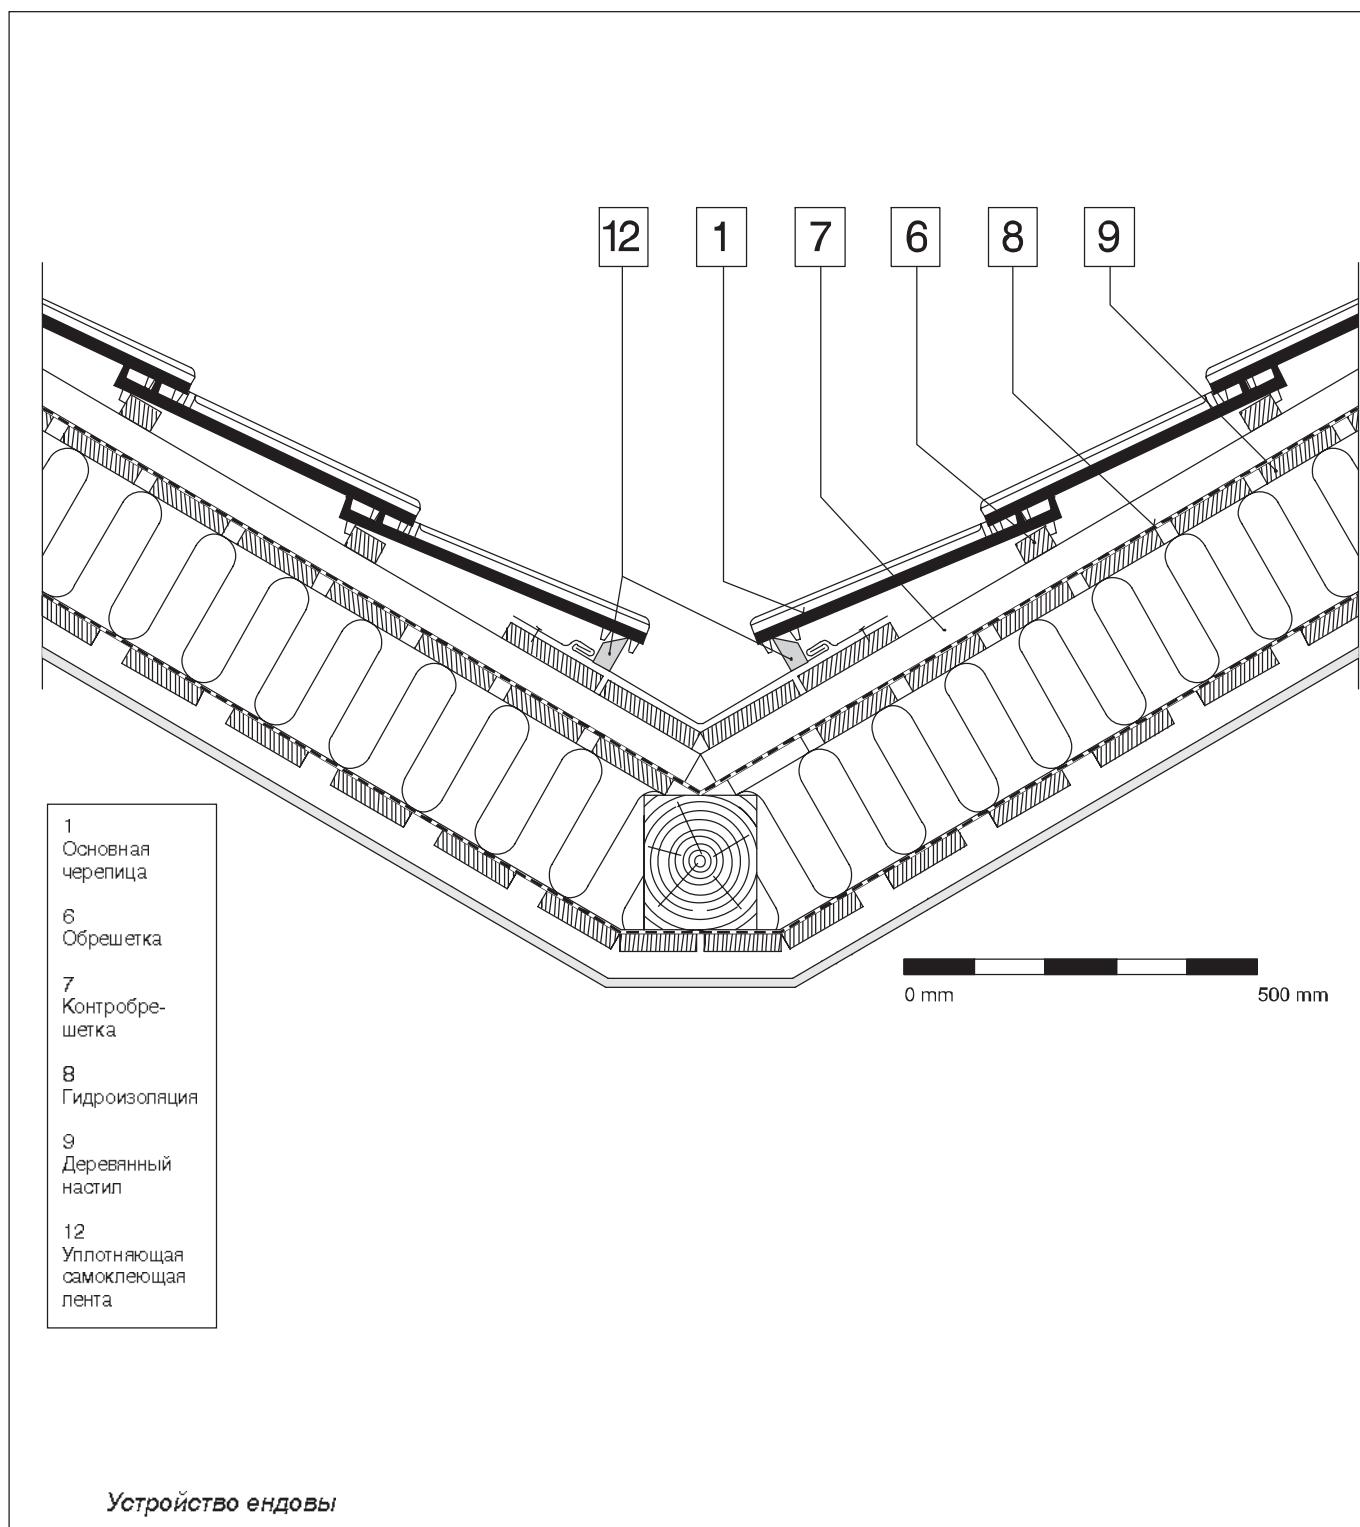 12 1 7 6 8 9
1
Основная
черепица
6
Обрешетка
7
Контробре-
шетка
8
Гидроизоляция
9
Деревянный
настил
12
Уплотняющая
самоклеющая
лента
0 mm 500 mm
Устройство ендовы